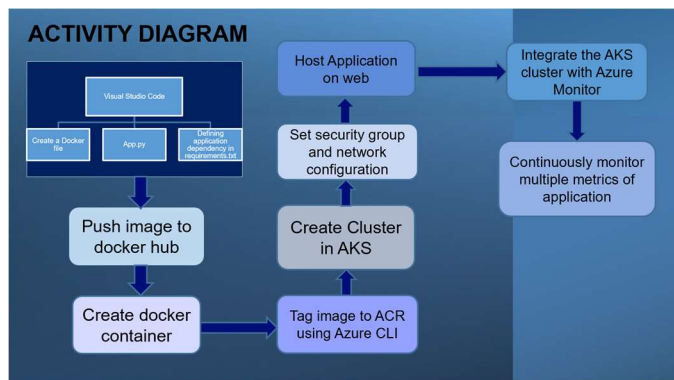 ACTIVITY DIAGRAM
Visual Studio Code
Create a Docker
file
App.py
Defining
application
dependency in
requirements.txt
Push image to
docker hub
Create docker
container
Tag image to ACR
using Azure CLI
Create Cluster
in AKS
Set security group
and network
configuration
Host Application
on web
Integrate the AKS
cluster with Azure
Monitor
Continuously monitor
multiple metrics of
application